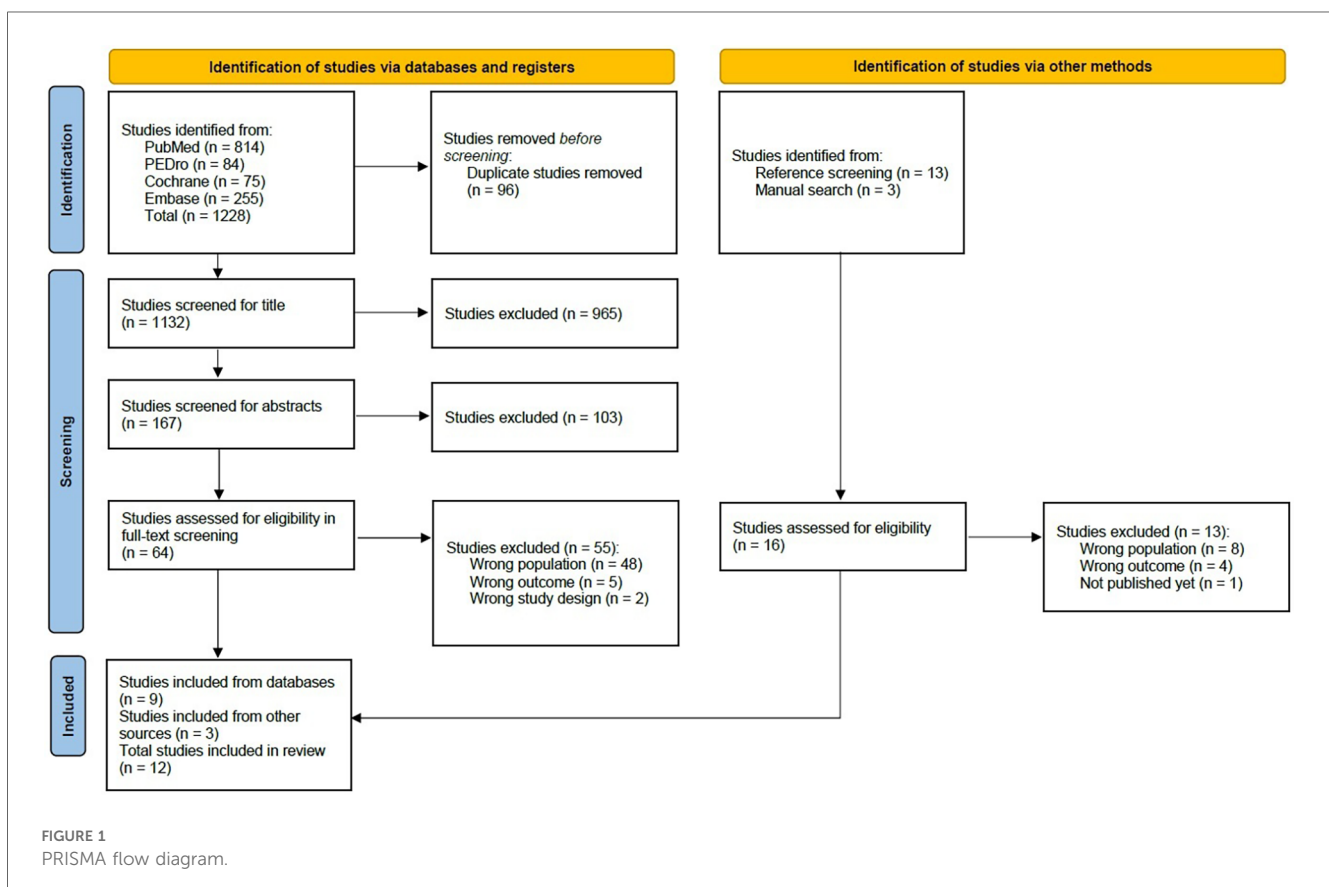 Identification of studies via databases and registers
Identification of studies via other methods
Identification
Studies identified from:
PubMed (n = 814)
PEDro (n = 84)
Cochrane (n = 75)
Embase (n = 255)
Total (n = 1228)
Studies removed before
screening:
Duplicate studies removed
(n = 96)
Studies identified from:
Reference screening (n = 13)
Manual search (n = 3)
Screening
Studies screened for title
(n = 1132)
Studies excluded (n = 965)
Studies screened for abstracts
(n = 167)
Studies excluded (n = 103)
Studies assessed for eligibility in
full-text screening
(n = 64)
Studies excluded (n = 55):
Wrong population (n = 48)
Wrong outcome (n = 5)
Wrong study design (n = 2)
Studies assessed for eligibility
(n = 16)
Studies excluded (n = 13):
Wrong population (n = 8)
Wrong outcome (n = 4)
Not published yet (n = 1)
Included
Studies included from databases
(n = 9)
Studies included from other
sources (n = 3)
Total studies included in review
(n = 12)
FIGURE 1
PRISMA flow diagram.